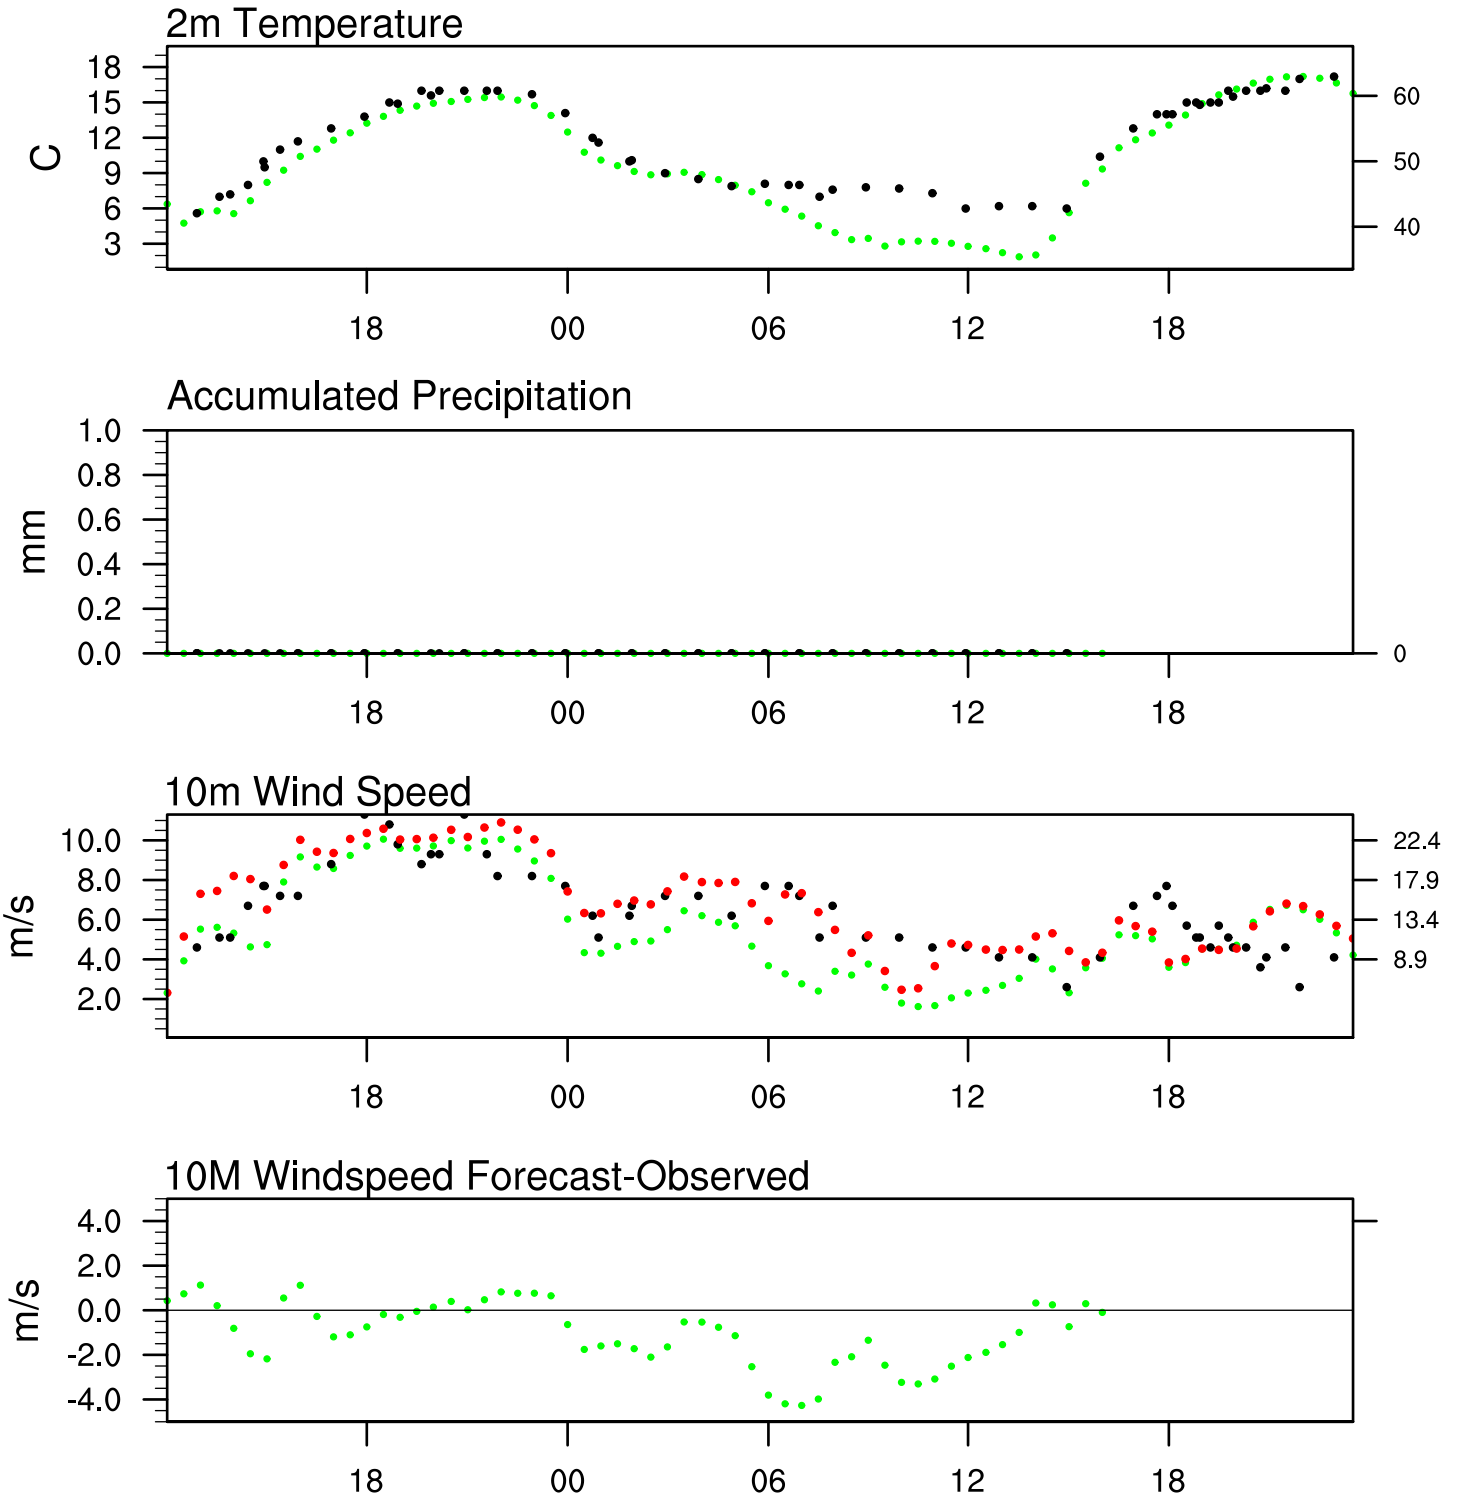 2m Temperature
18
15
12
9
6
3
C
60
50
40
18 00 06 12 18
Accumulated Precipitation
1.0
0.8
0.6
0.4
0.2
0.0
mm
0
18 00 06 12 18
10m Wind Speed
10.0
8.0
6.0
4.0
2.0
m/s
22.4
17.9
13.4
8.9
18 00 06 12 18
10M Windspeed Forecast-Observed
4.0
2.0
0.0
-2.0
-4.0
m/s
18 00 06 12 18